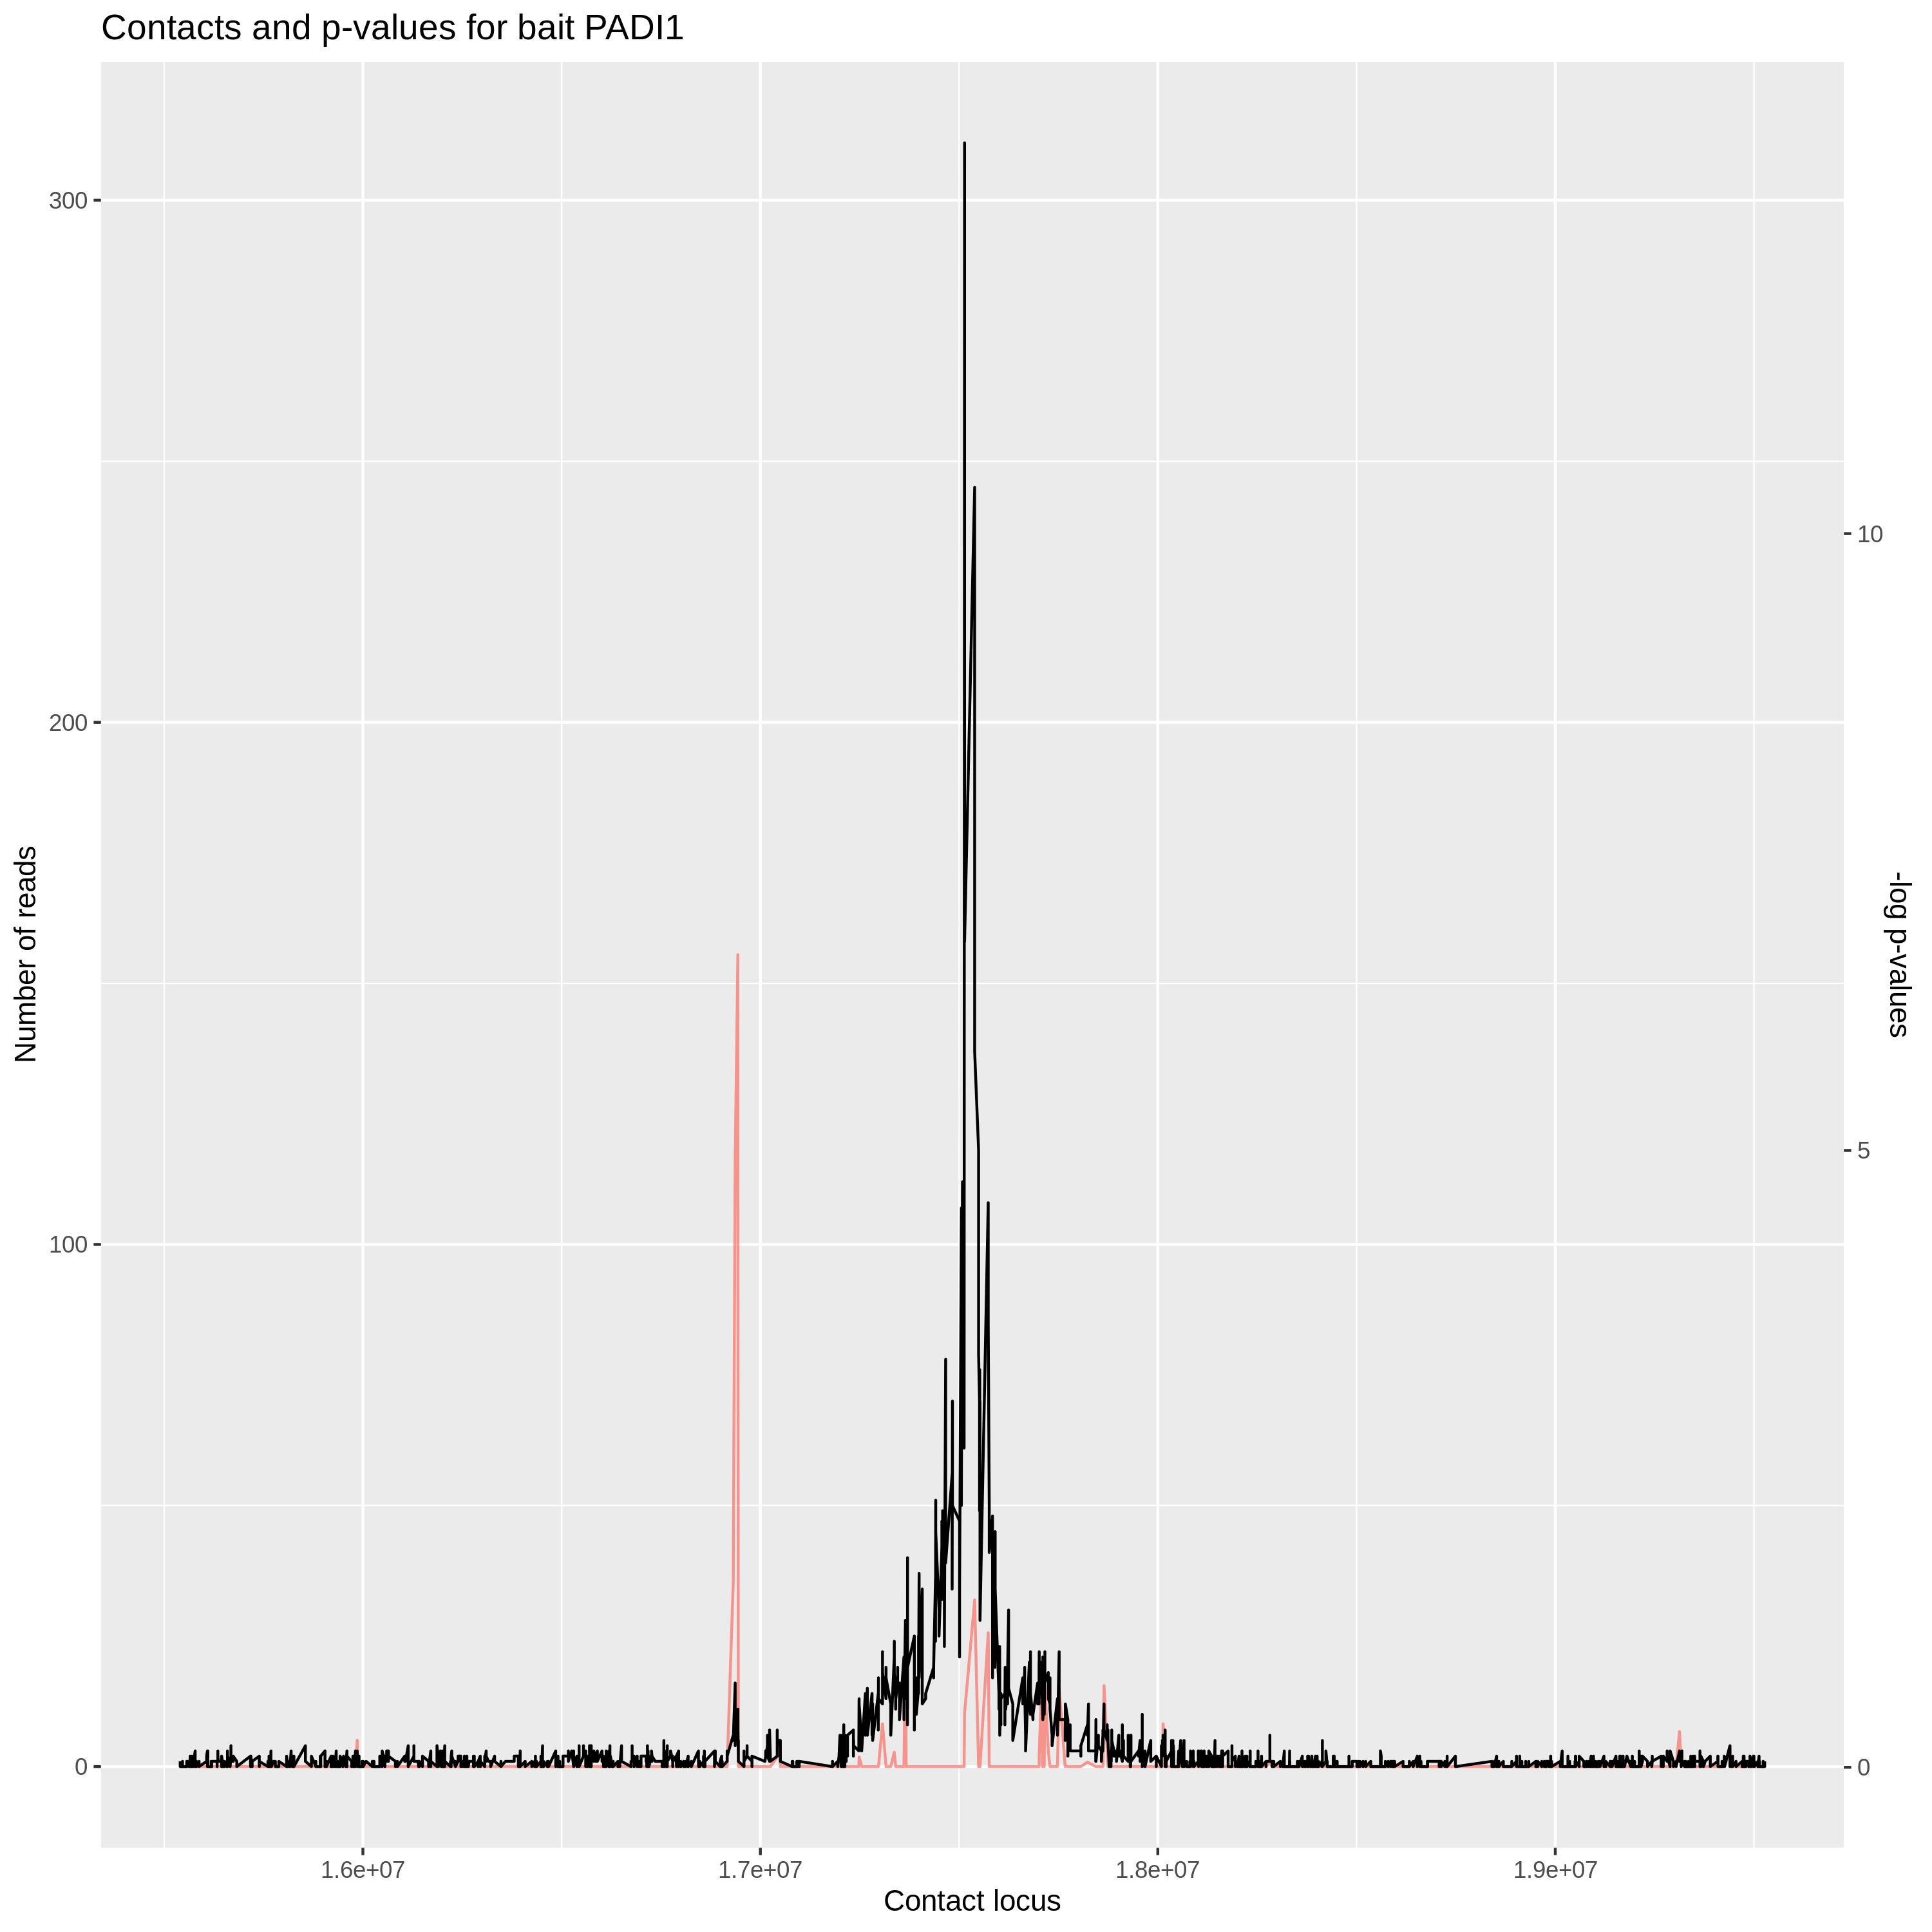 Contacts and p-values for bait PADI1
300
200
100
0
Number of reads
10
5
0
-log p-values
1.6e+07
1.7e+07
1.8e+07
1.9e+07
Contact locus